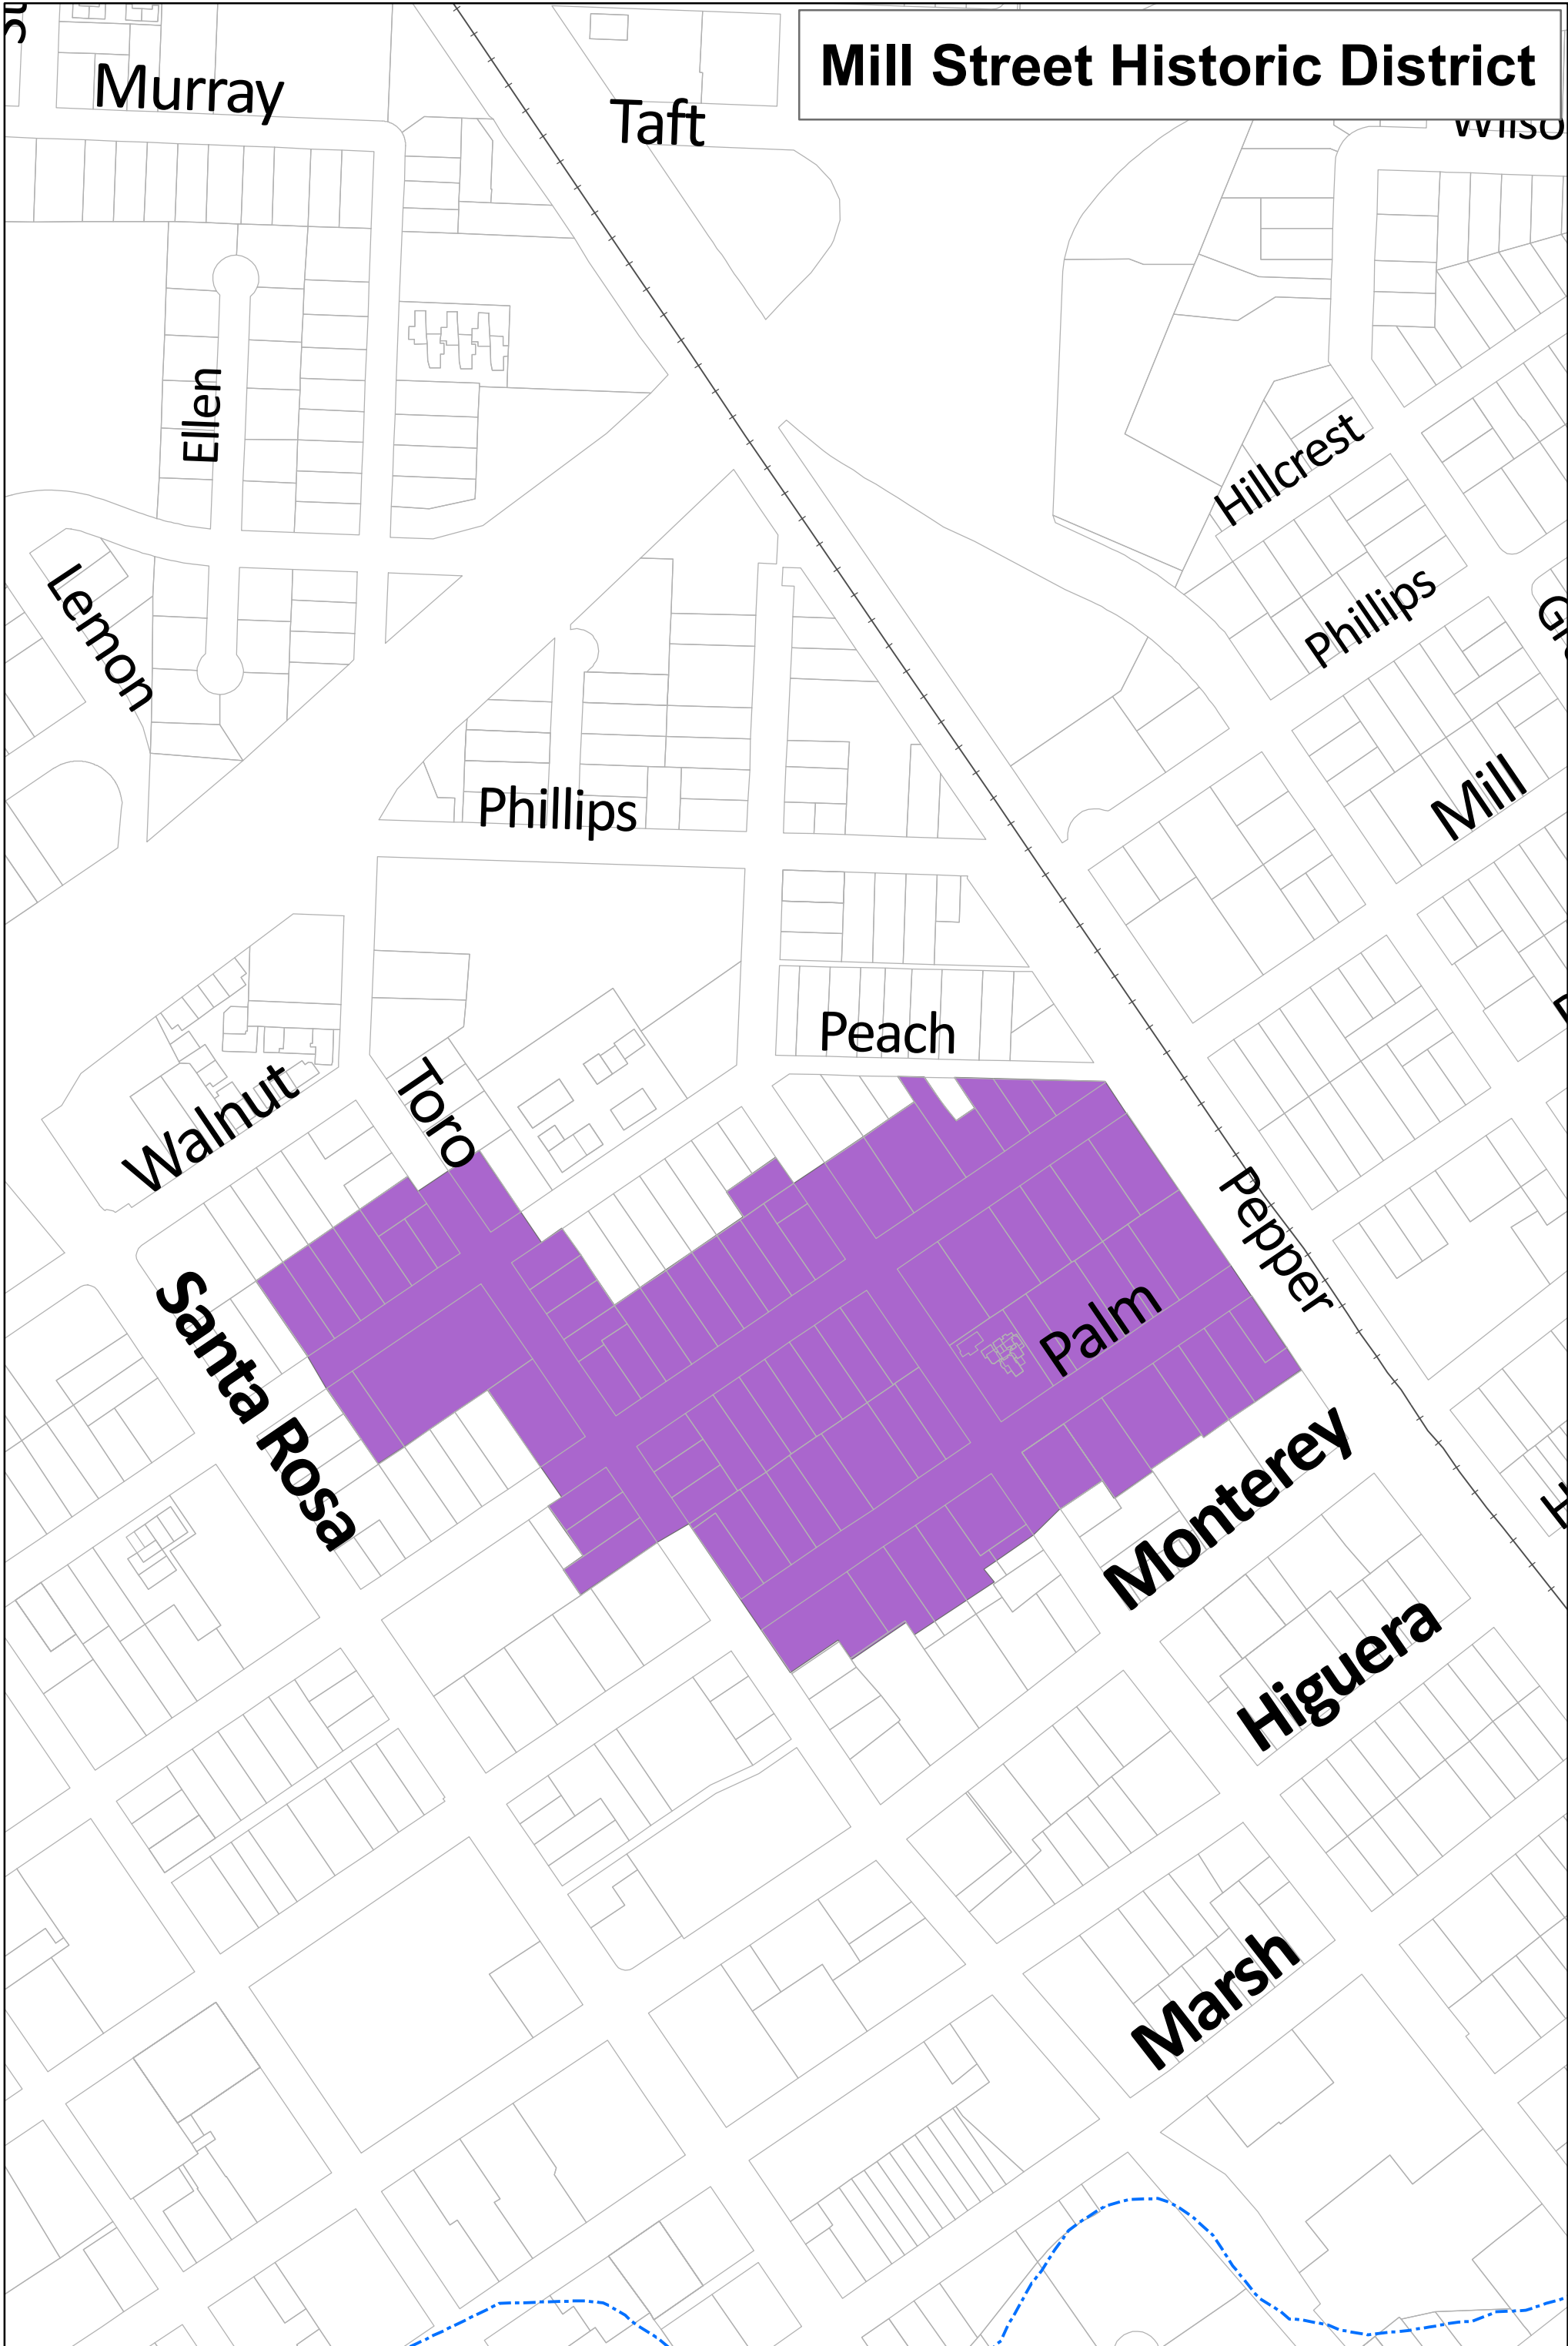 Mill Street Historic District
Murray
Taft
Ellen
Hillcrest
Lemon
Phillips
Phillips
Mill
Peach
Walnut
Toro
Pepper
Santa Rosa
Palm
Monterey
Higuera
Marsh